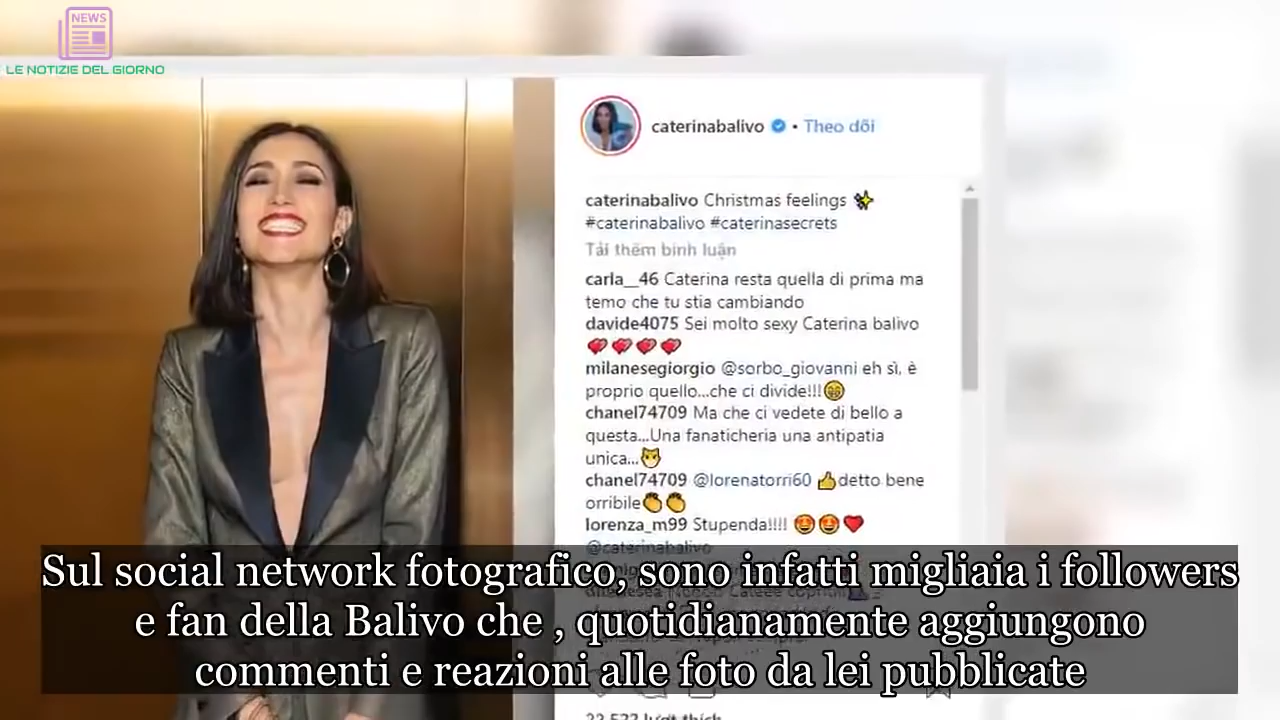 NEWS
LE NOTIZIE DEL GIORNO
caterinabalivo • Theo dõi
caterinabalivo Christmas feelings ✨
#caterinabalivo #caterinasecrets
Tải thêm bình luận
carla__46 Caterina resta quella di prima ma
temo che tu stia cambiando
davide4075 Sei molto sexy Caterina balivo
💞💞💞💞
milanesegiorgio @sorbo_giovanni eh sì, è
proprio quello...che ci divide!!!😁
chanel74709 Ma che ci vedete di bello a
questa...Una fanaticheria una antipatia
unica...😼
chanel74709 @lorenatorri60 👍detto bene
orribile👏👏
lorenza_m99 Stupenda!!!! 🤩🤩❤️
@caterinabalivo
Sul social network fotografico, sono infatti migliaia i followers
e fan della Balivo che , quotidianamente aggiungono
commenti e reazioni alle foto da lei pubblicate
lượt thích